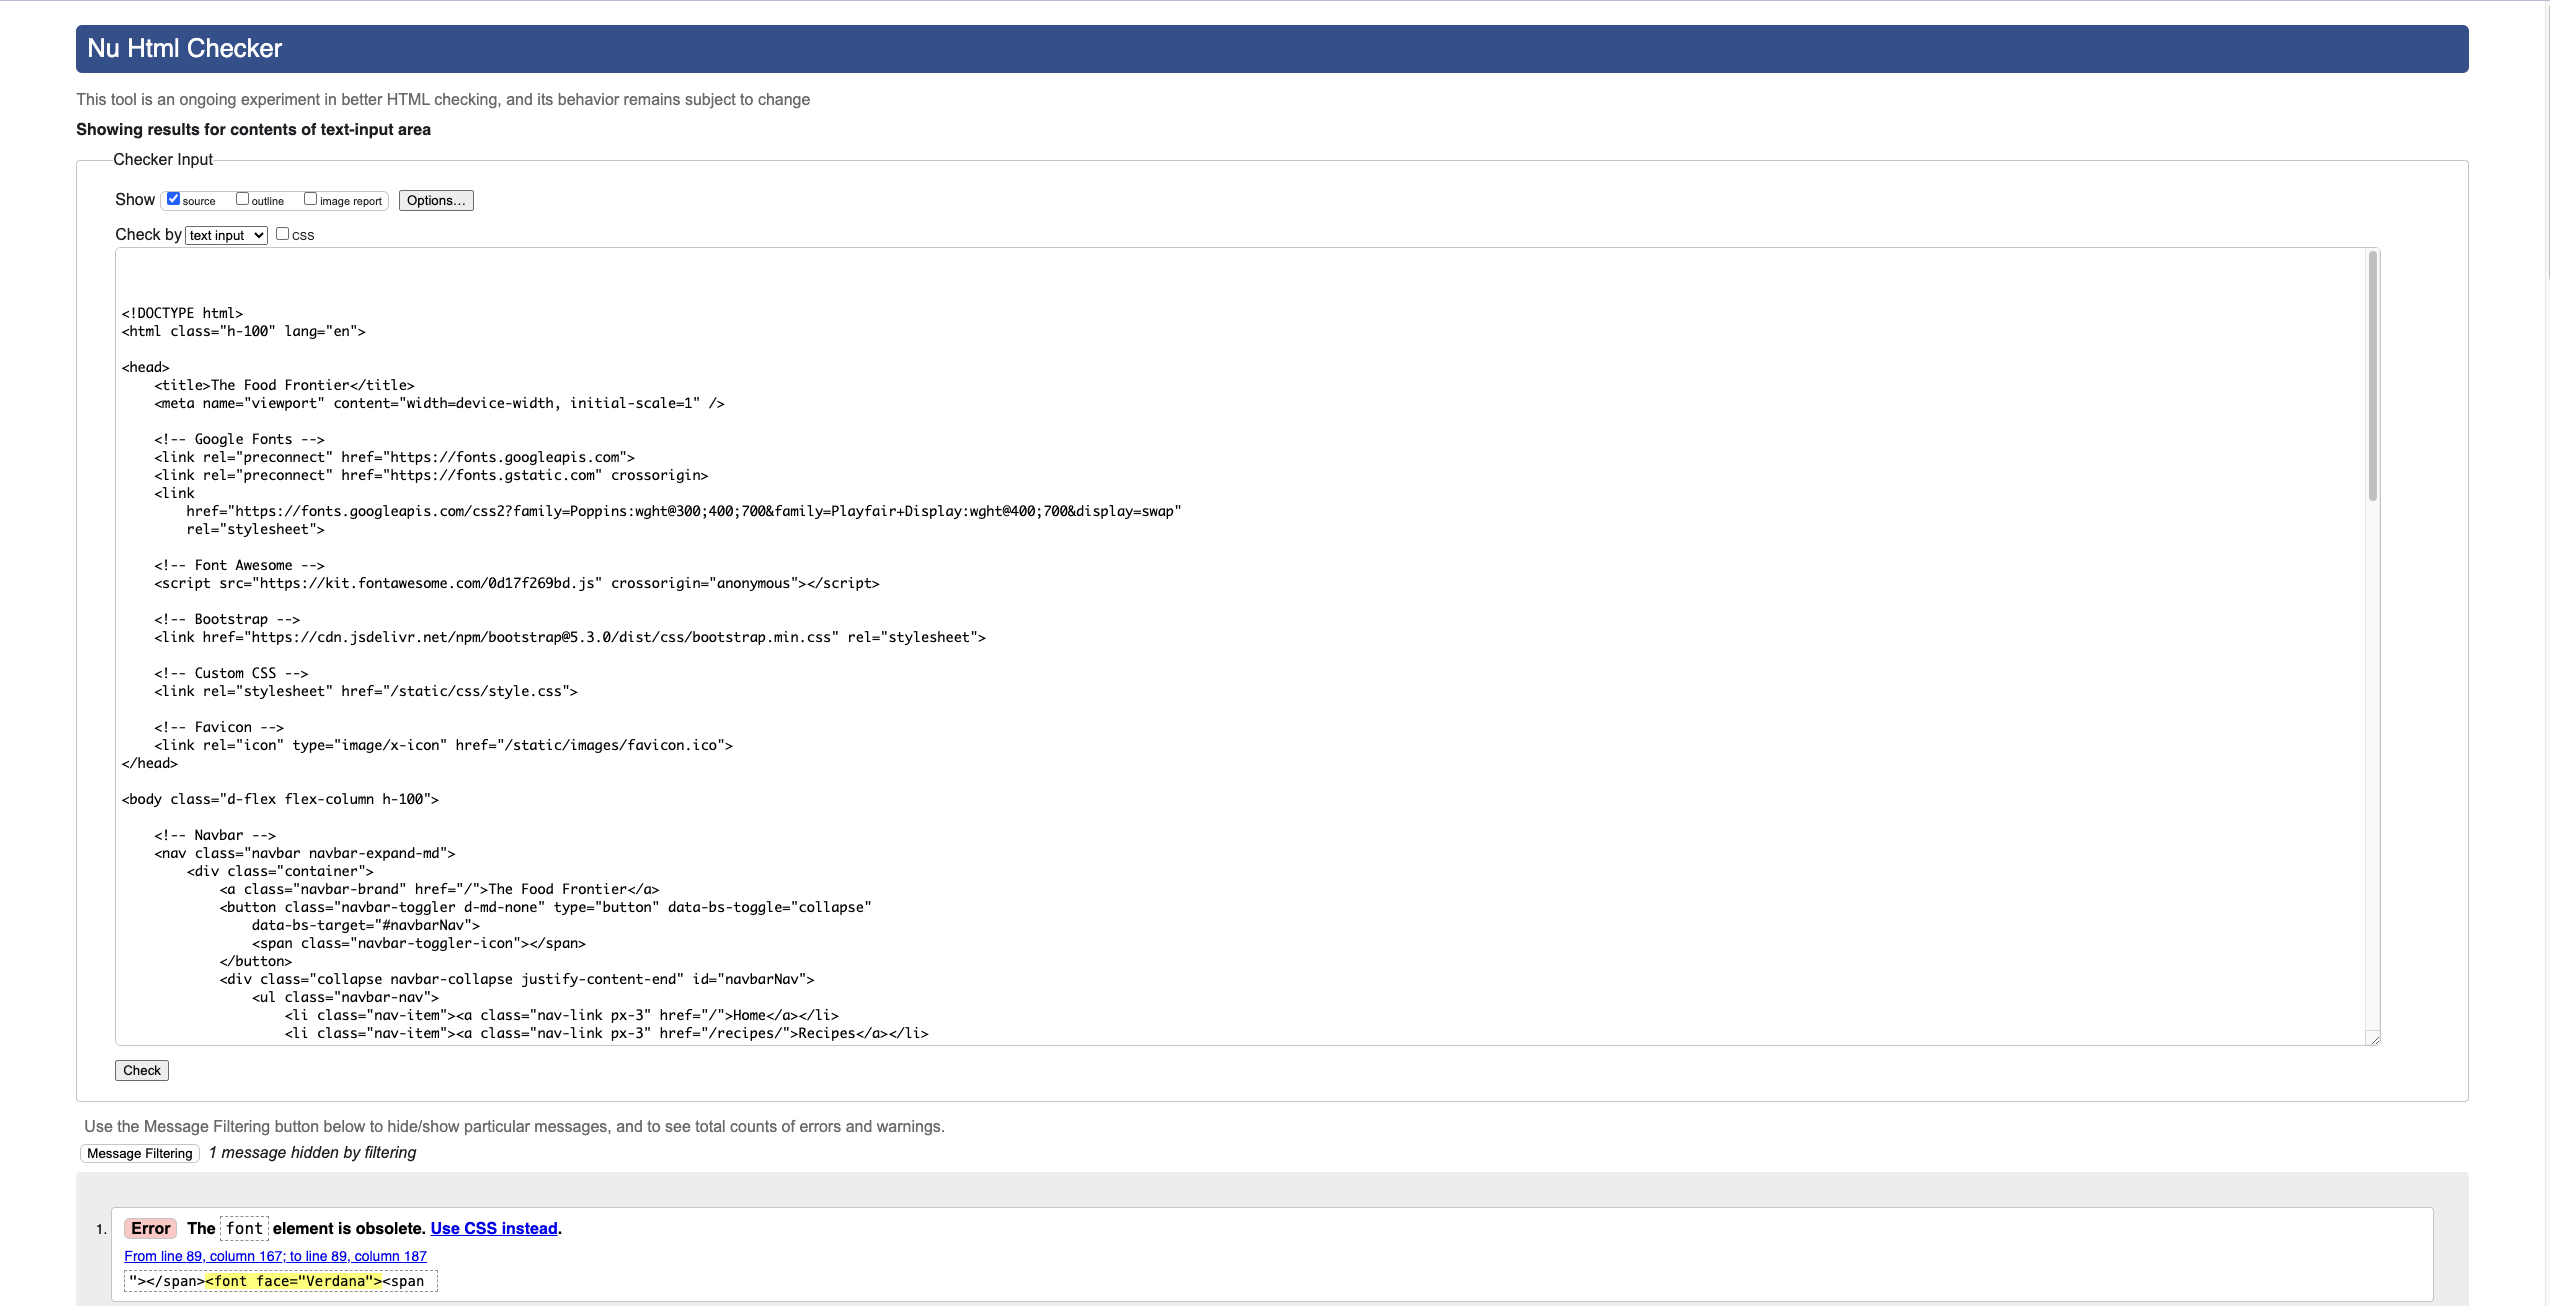 Nu Html Checker
This tool is an ongoing experiment in better HTML checking, and its behavior remains subject to change
Showing results for contents of text-input area
Checker Input
Show source outline image report Options...
Check by text input CSS
<!DOCTYPE html>
<html class="h-100" lang="en">
<head>
    <title>The Food Frontier</title>
    <meta name="viewport" content="width=device-width, initial-scale=1" />
    <!-- Google Fonts -->
    <link rel="preconnect" href="https://fonts.googleapis.com">
    <link rel="preconnect" href="https://fonts.gstatic.com" crossorigin>
    <link
        href="https://fonts.googleapis.com/css2?family=Poppins:wght@300;400;700&family=Playfair+Display:wght@400;700&display=swap"
        rel="stylesheet">
    <!-- Font Awesome -->
    <script src="https://kit.fontawesome.com/0d17f269bd.js" crossorigin="anonymous"></script>
    <!-- Bootstrap -->
    <link href="https://cdn.jsdelivr.net/npm/bootstrap@5.3.0/dist/css/bootstrap.min.css" rel="stylesheet">
    <!-- Custom CSS -->
    <link rel="stylesheet" href="/static/css/style.css">
    <!-- Favicon -->
    <link rel="icon" type="image/x-icon" href="/static/images/favicon.ico">
</head>
<body class="d-flex flex-column h-100">
    <!-- Navbar -->
    <nav class="navbar navbar-expand-md">
        <div class="container">
            <a class="navbar-brand" href="/">The Food Frontier</a>
            <button class="navbar-toggler d-md-none" type="button" data-bs-toggle="collapse"
                data-bs-target="#navbarNav">
                <span class="navbar-toggler-icon"></span>
            </button>
            <div class="collapse navbar-collapse justify-content-end" id="navbarNav">
                <ul class="navbar-nav">
                    <li class="nav-item"><a class="nav-link px-3" href="/">Home</a></li>
                    <li class="nav-item"><a class="nav-link px-3" href="/recipes/">Recipes</a></li>
Check
Use the Message Filtering button below to hide/show particular messages, and to see total counts of errors and warnings.
Message Filtering 1 message hidden by filtering
1. Error The font element is obsolete. Use CSS instead.
From line 89, column 167; to line 89, column 187
"></span><font face="Verdana"><span